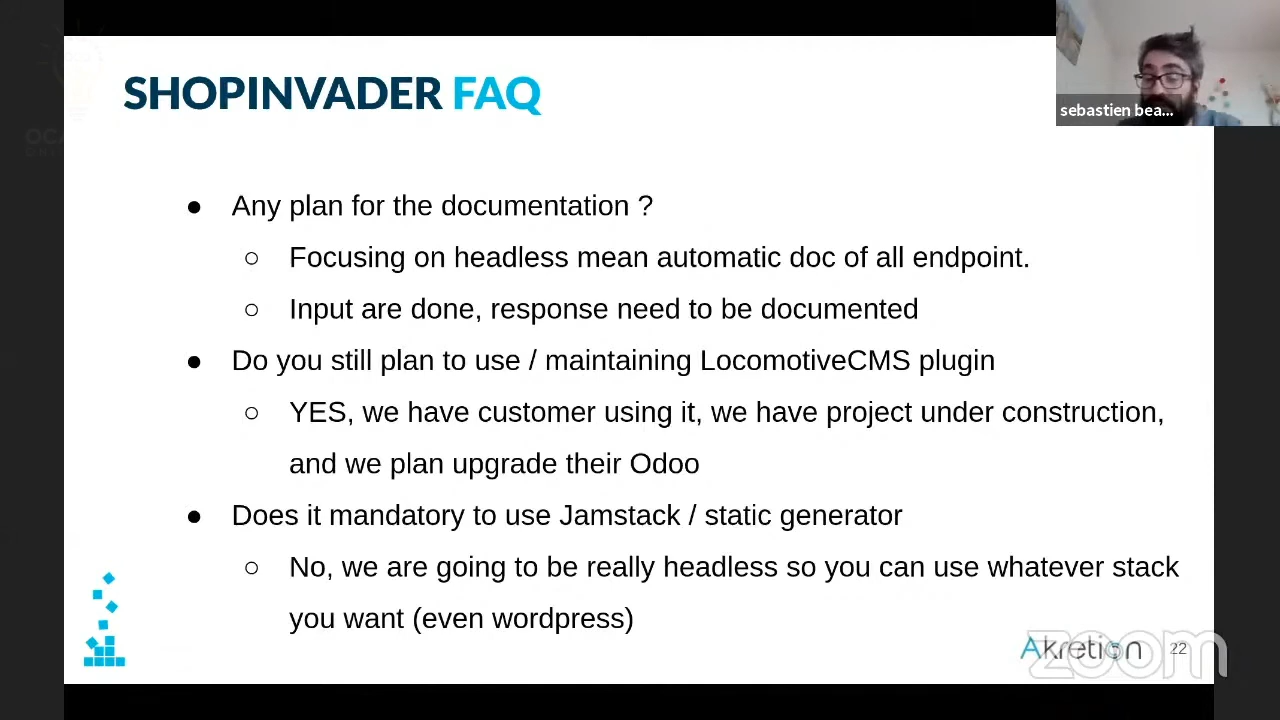 SHOPINVADER FAQ
sebastien bea...
● Any plan for the documentation ?
○ Focusing on headless mean automatic doc of all endpoint.
○ Input are done, response need to be documented
● Do you still plan to use / maintaining LocomotiveCMS plugin
○ YES, we have customer using it, we have project under construction,
and we plan upgrade their Odoo
● Does it mandatory to use Jamstack / static generator
○ No, we are going to be really headless so you can use whatever stack
you want (even wordpress)
Akretion
zoom
22